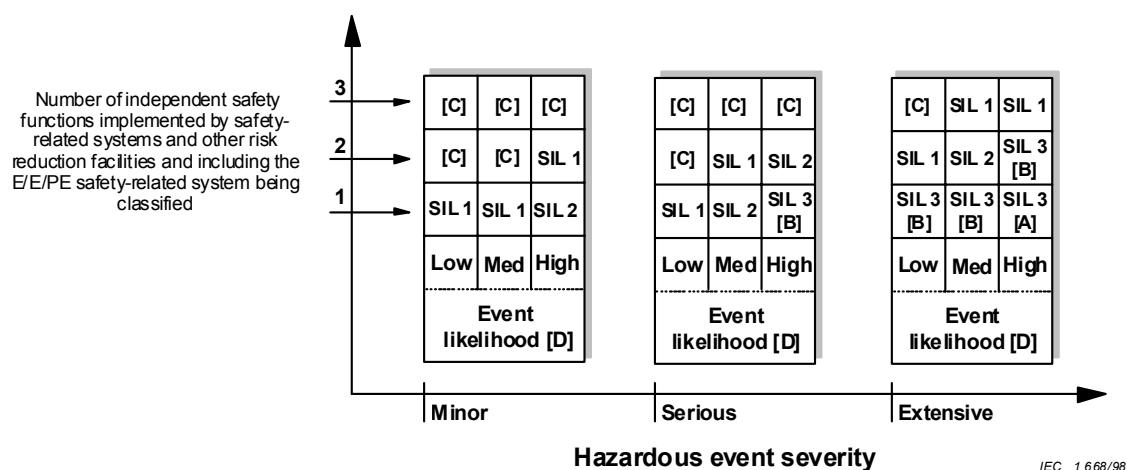 Number of independent safety
functions implemented by safety-
related systems and other risk
reduction facilities and including the
E/E/PE safety-related system being
classified
3
[C] [C] [C]
[C] [C] [C]
[C] SIL 1 SIL 1
2
[C] [C] SIL 1
[C] SIL 1 SIL 2
SIL 1 SIL 2 SIL 3 [B]
1
SIL 1 SIL 1 SIL 2
SIL 1 SIL 2 SIL 3 [B]
SIL 3 [B] SIL 3 [B] SIL 3 [A]
Low Med High
Low Med High
Low Med High
Event
likelihood [D]
Event
likelihood [D]
Event
likelihood [D]
Minor
Serious
Extensive
Hazardous event severity
IEC 1 668/98